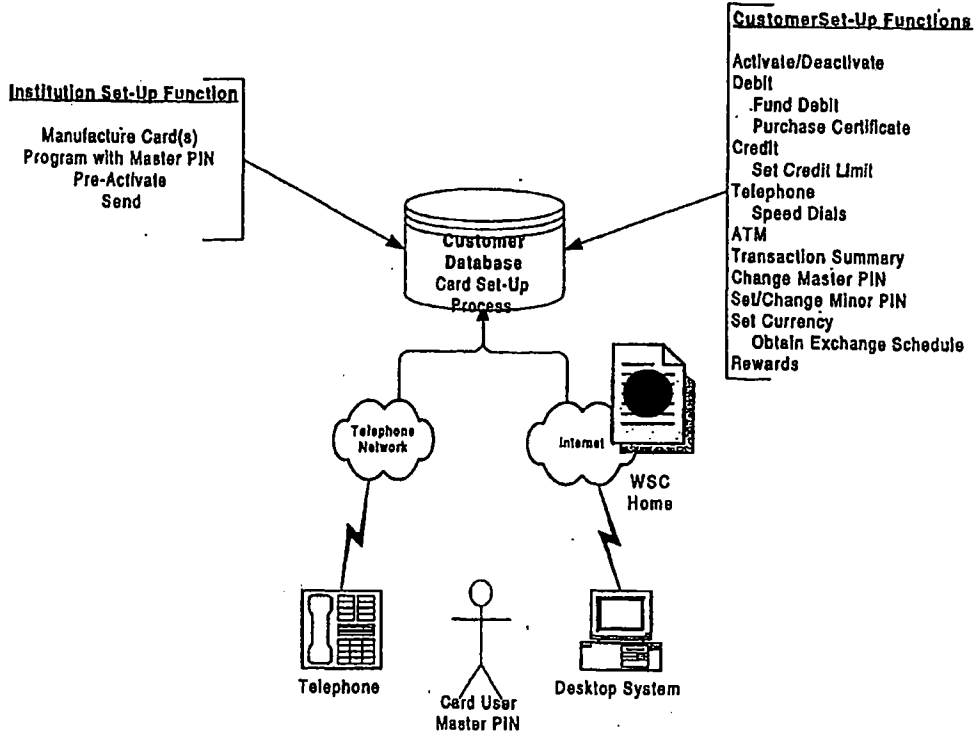 CustomerSet-Up Functions
Activate/Deactivate
Debit
.Fund Debit
Purchase Certificate
Credit
Set Credit Limit
Telephone
Speed Dials
ATM
Transaction Summary
Change Master PIN
Set/Change Minor PIN
Set Currency
Obtain Exchange Schedule
Rewards
Institution Set-Up Function
Manufacture Card(s)
Program with Master PIN
Pre-Activate
Send
Customer
Database
Card Set-Up
Process
Telephone
Network
Internet
WSC
Home
Telephone
Card User
Master PIN
Desktop System